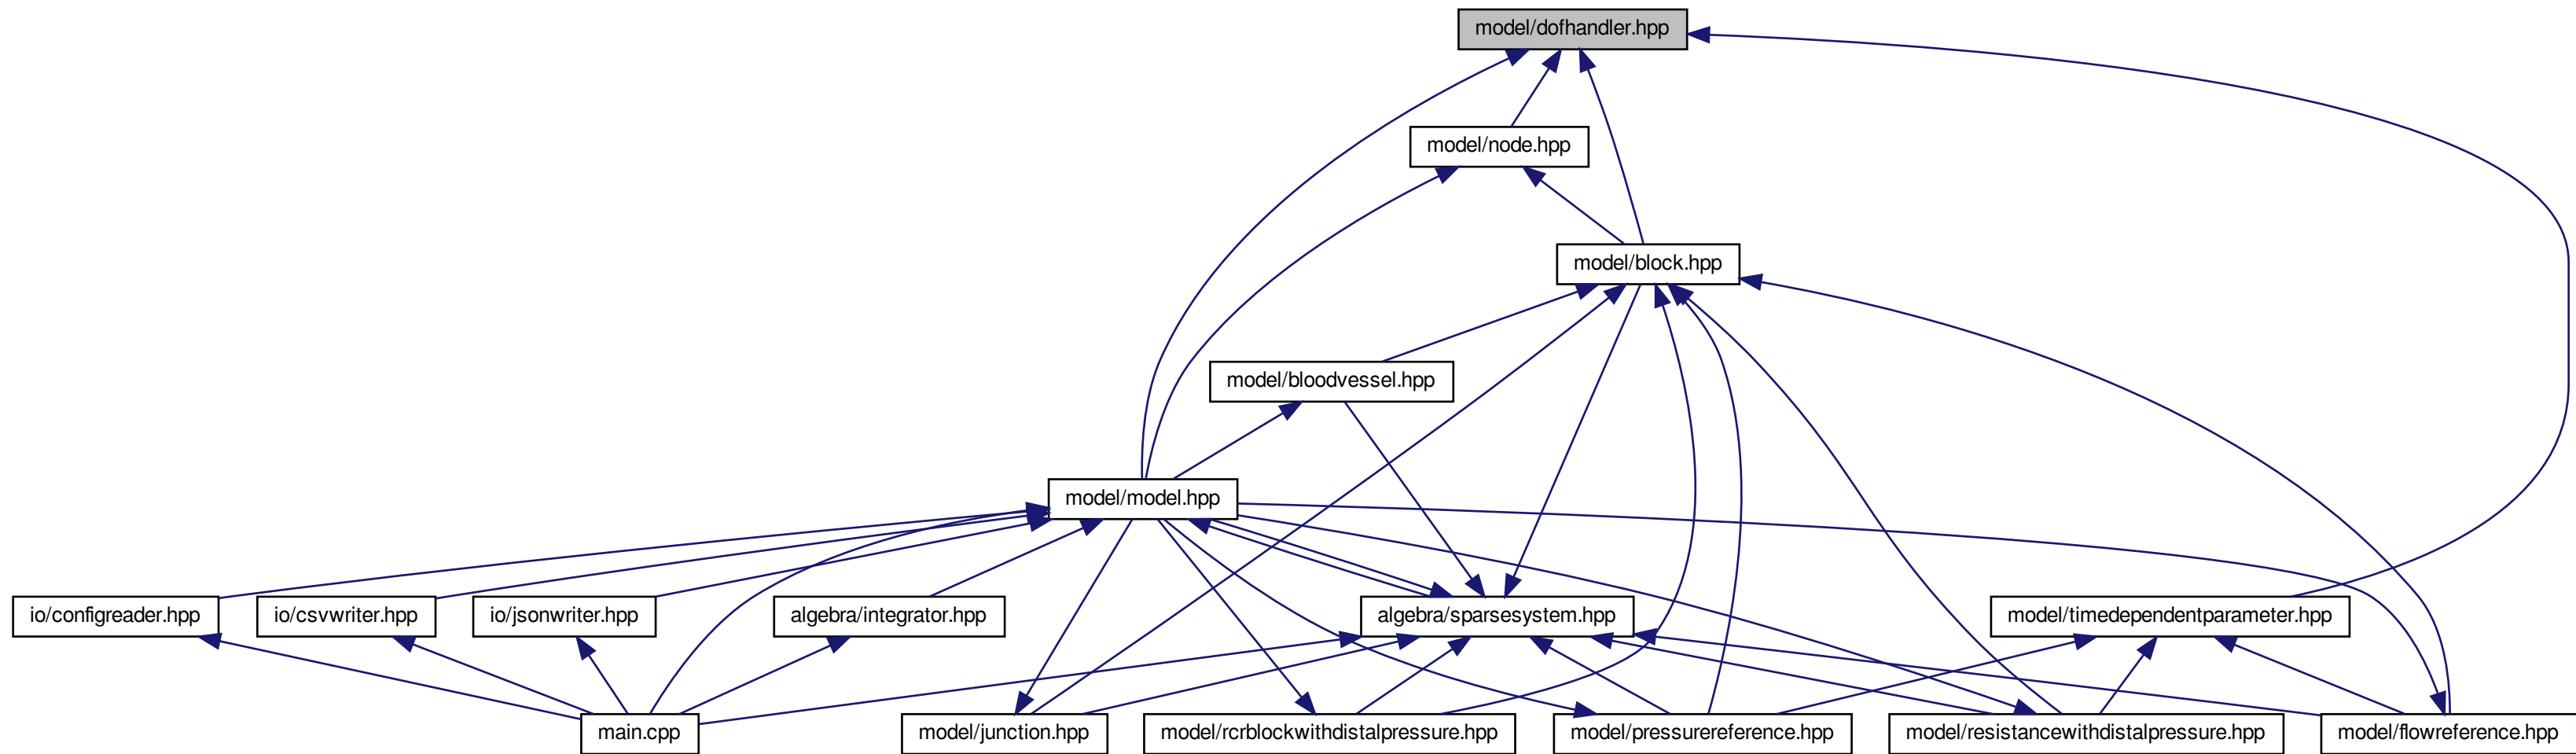 model/dofhandler.hpp
model/node.hpp
model/block.hpp
model/bloodvessel.hpp
model/model.hpp
io/configreader.hpp
io/csvwriter.hpp
io/jsonwriter.hpp
algebra/integrator.hpp
algebra/sparsesystem.hpp
model/timedependentparameter.hpp
main.cpp
model/junction.hpp
model/rcrblockwithdistalpressure.hpp
model/pressurereference.hpp
model/resistancewithdistalpressure.hpp
model/flowreference.hpp